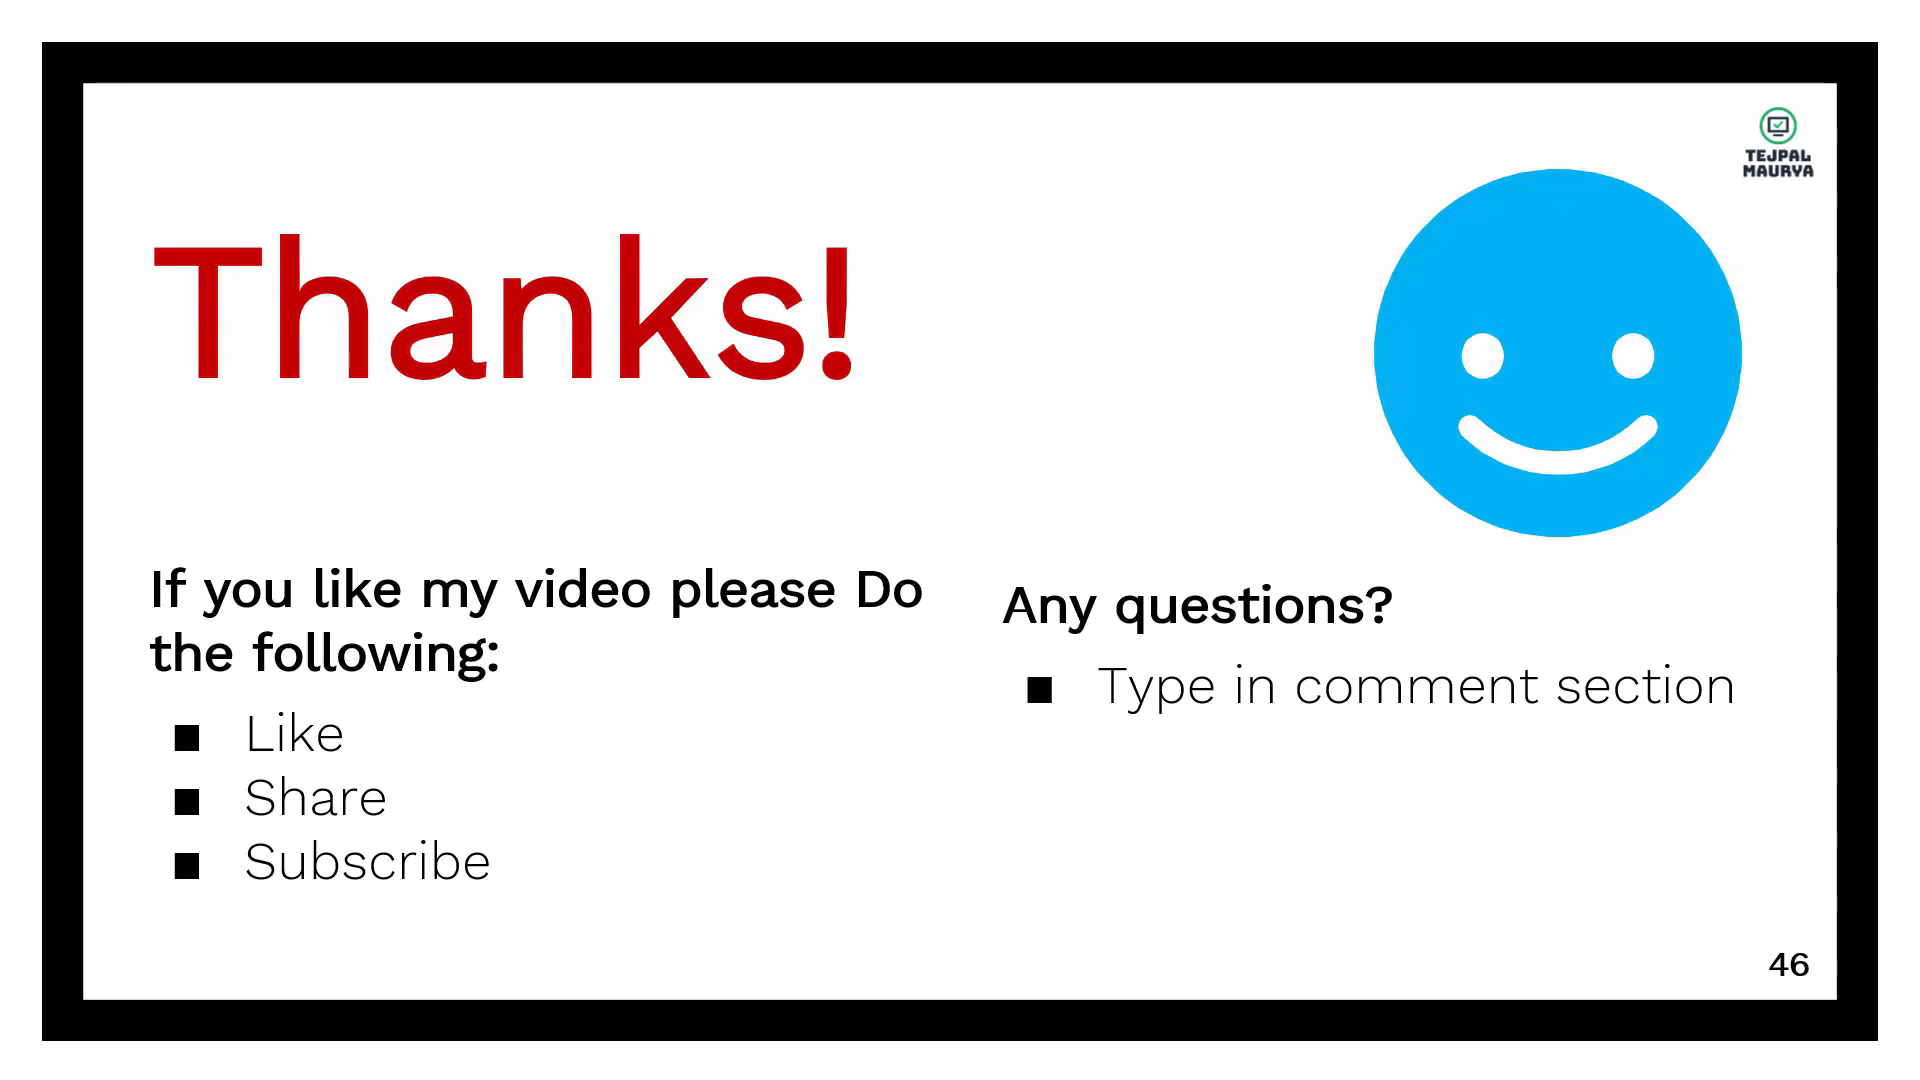 TEJPAL
MAURYA
Thanks!
If you like my video please Do
the following:
■ Like
■ Share
■ Subscribe
Any questions?
■ Type in comment section
46